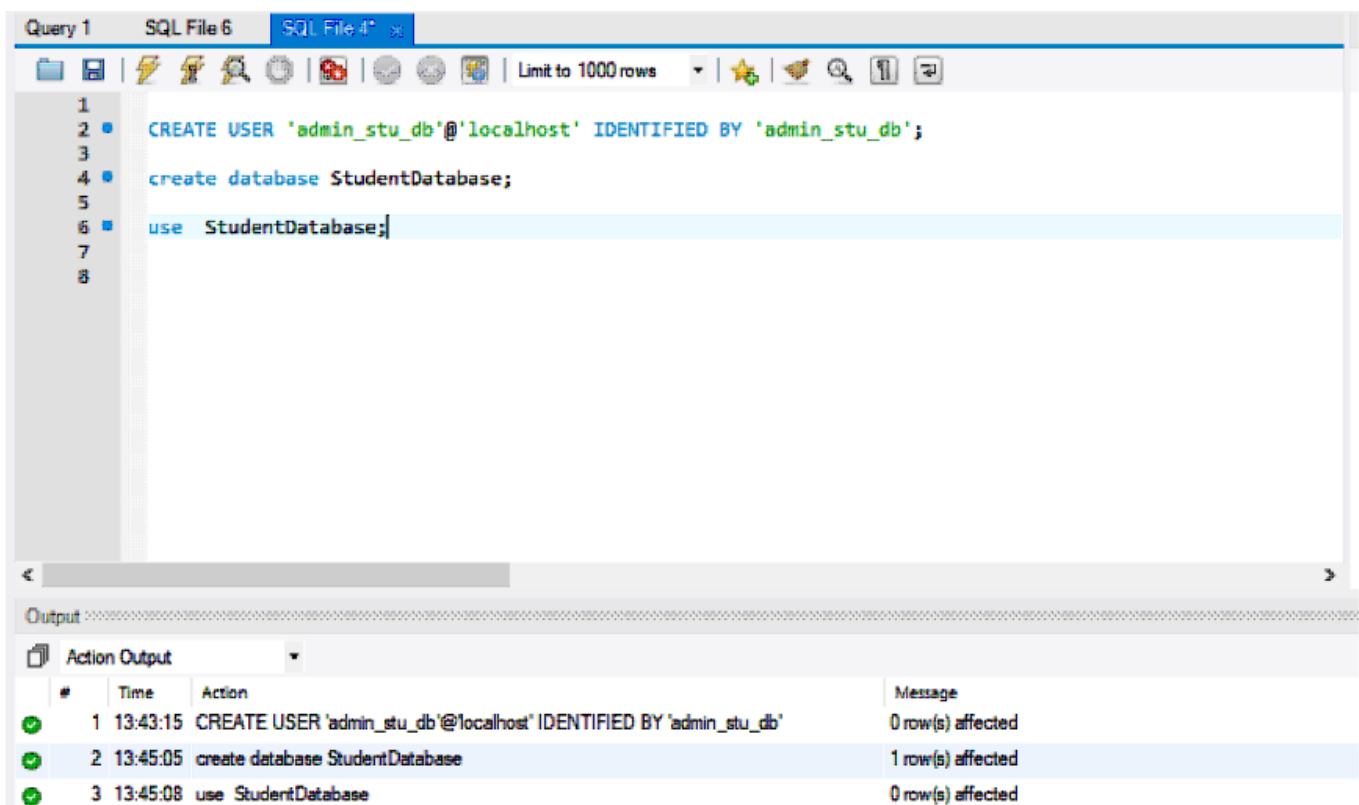 Query 1 SQL File 6 SQL File 4*
Limit to 1000 rows
1
2 CREATE USER 'admin_stu_db'@'localhost' IDENTIFIED BY 'admin_stu_db';
3
4 create database StudentDatabase;
5
6 use StudentDatabase;
7
8
Output
Action Output
# Time Action Message
1 13:43:15 CREATE USER 'admin_stu_db'@'localhost' IDENTIFIED BY 'admin_stu_db' 0 row(s) affected
2 13:45:05 create database StudentDatabase 1 row(s) affected
3 13:45:08 use StudentDatabase 0 row(s) affected